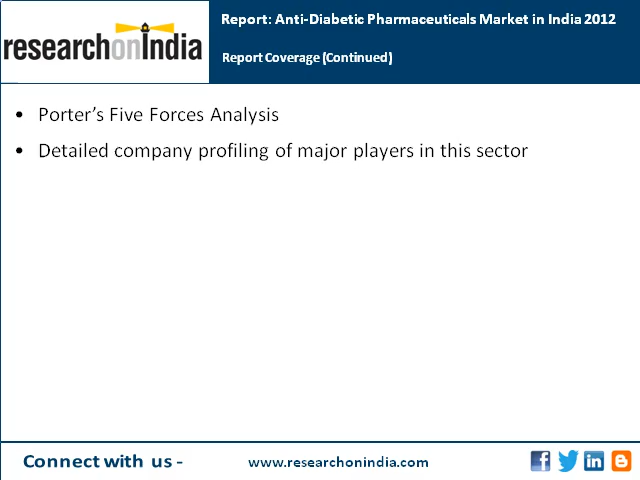 researchonIndia
Report: Anti-Diabetic Pharmaceuticals Market in India 2012
Report Coverage (Continued)
• Porter’s Five Forces Analysis
• Detailed company profiling of major players in this sector
Connect with us -
www.researchonindia.com